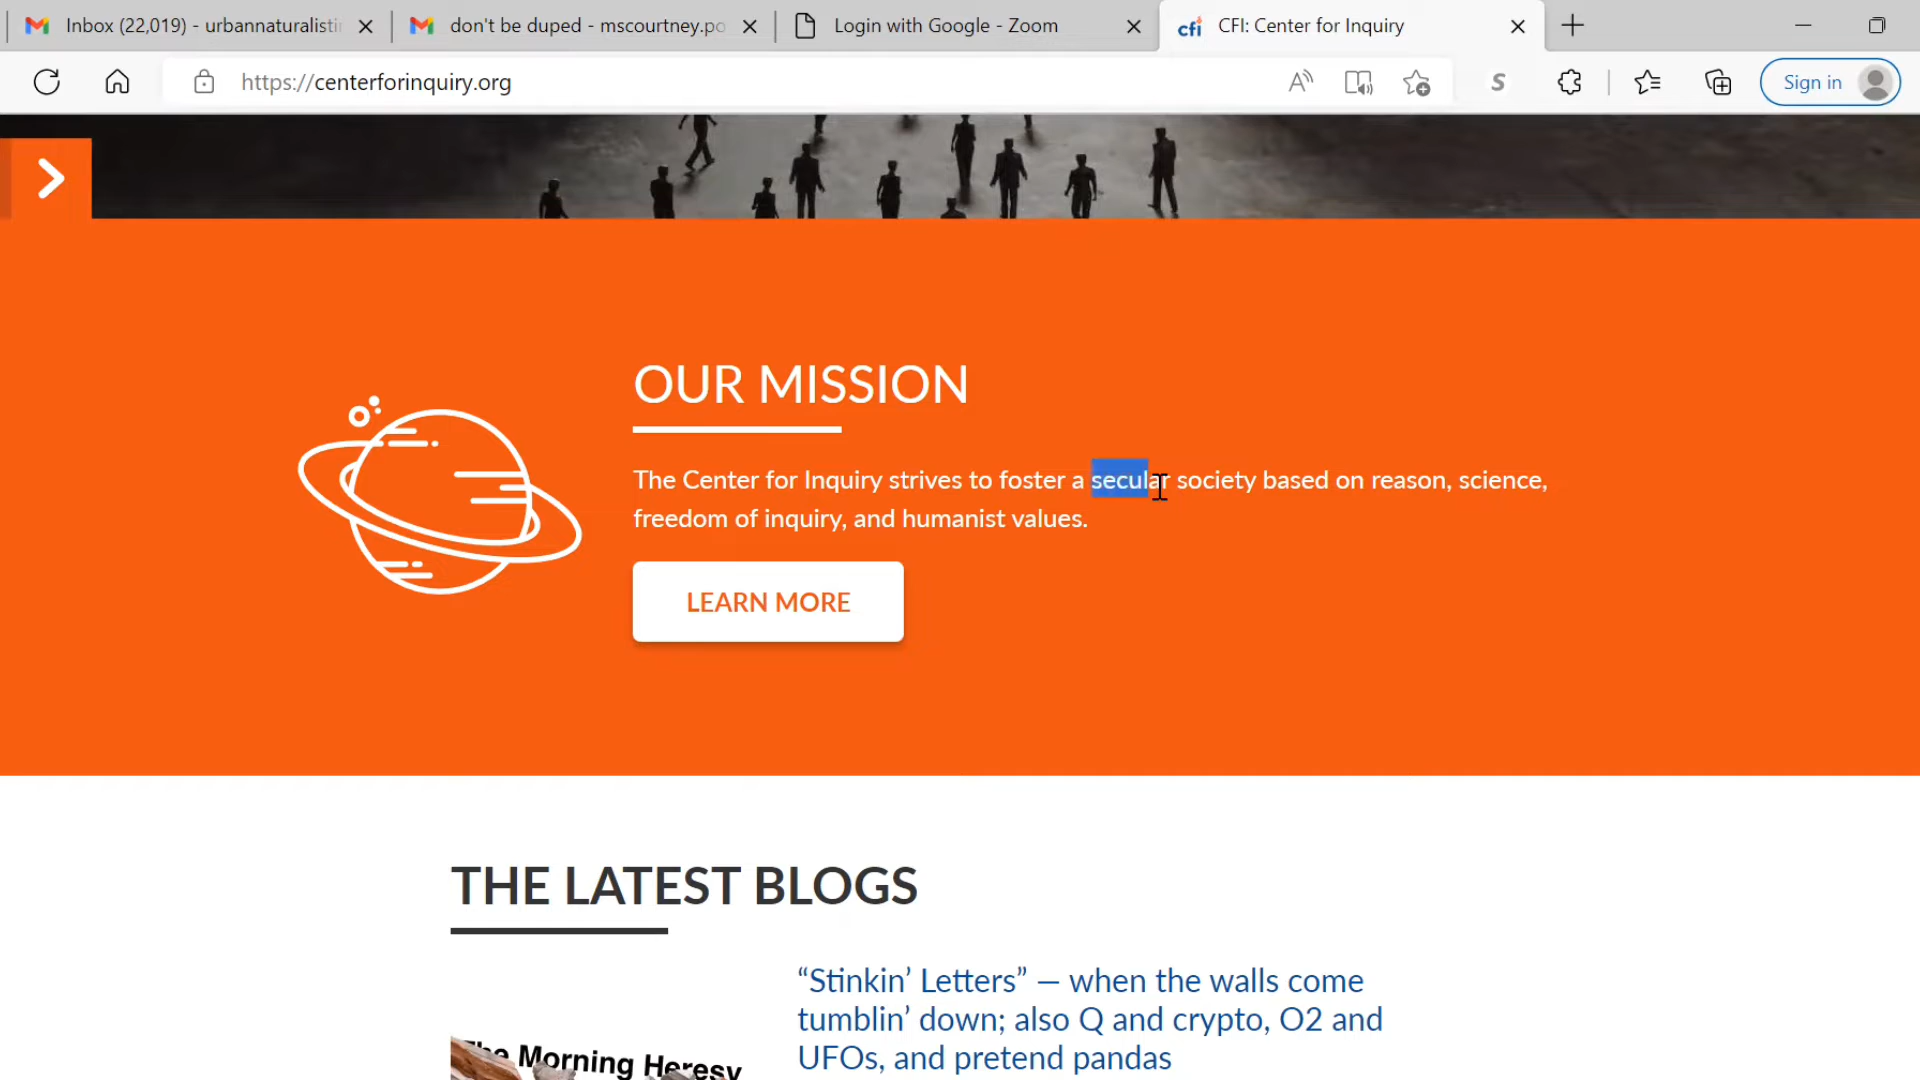 Inbox (22,019) - urbannaturalisti
don't be duped - mscourtney.po
Login with Google - Zoom
cfi
CFI: Center for Inquiry
https://centerforinquiry.org
Sign in
OUR MISSION
The Center for Inquiry strives to foster a secular society based on reason, science,
freedom of inquiry, and humanist values.
LEARN MORE
THE LATEST BLOGS
“Stinkin’ Letters” — when the walls come
tumblin’ down; also Q and crypto, O2 and
UFOs, and pretend pandas
The Morning Heresy